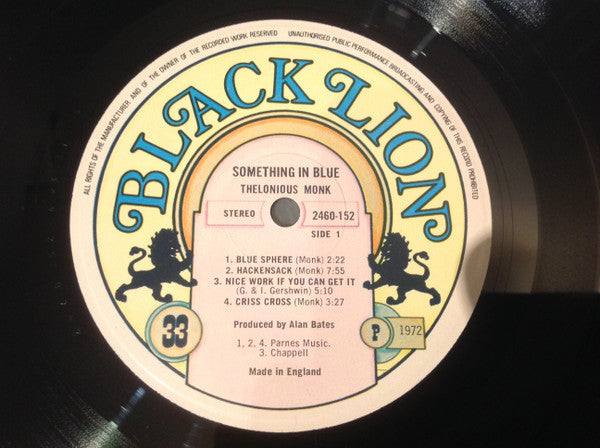 ALL RIGHTS OF THE MANUFACTURER AND OF THE OWNER OF THE RECORDED WORK RESERVED
UNAUTHORISED PUBLIC PERFORMANCE BROADCASTING AND COPYING OF THIS RECORD PROHIBITED
BLACK LION
SOMETHING IN BLUE
THELONIOUS MONK
STEREO 2460-152
SIDE 1
1. BLUE SPHERE (Monk) 2:22
2. HACKENSACK (Monk) 7:55
3. NICE WORK IF YOU CAN GET IT
(G. & I. Gershwin) 5:10
4. CRISS CROSS (Monk) 3:27
Produced by Alan Bates
33
P 1972
1, 2, 4. Parnes Music.
3. Chappell
Made in England